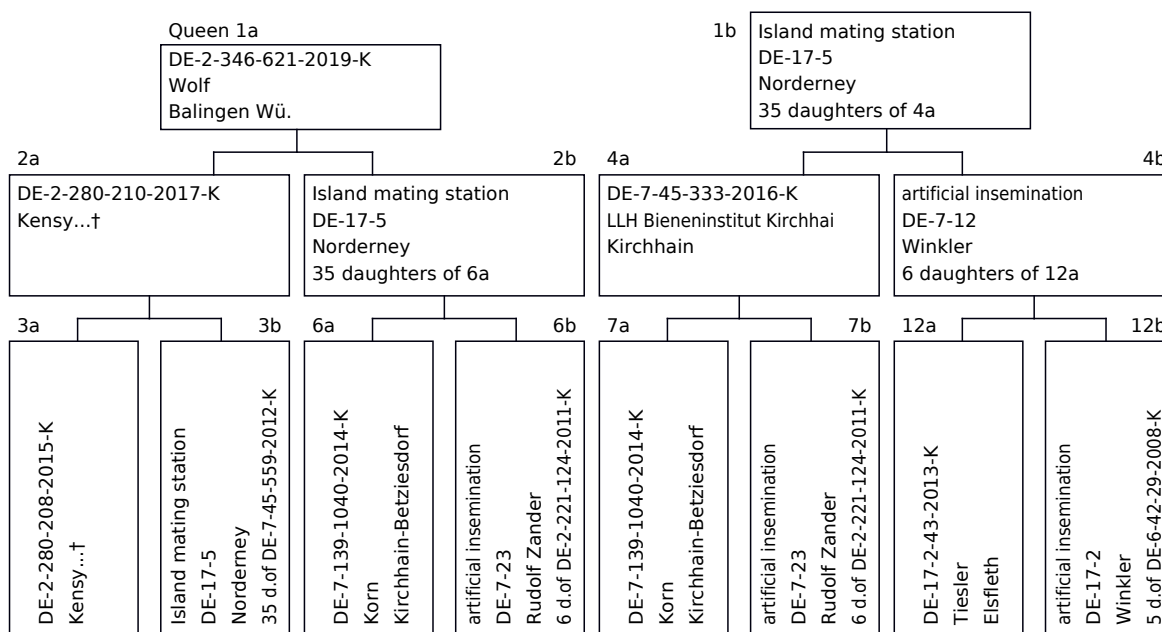 Queen 1a
DE-2-346-621-2019-K
Wolf
Balingen Wü.
1b
Island mating station
DE-17-5
Norderney
35 daughters of 4a
2a
DE-2-280-210-2017-K
Kensy...†
2b
Island mating station
DE-17-5
Norderney
35 daughters of 6a
4a
DE-7-45-333-2016-K
LLH Bieneninstitut Kirchhai
Kirchhain
4b
artificial insemination
DE-7-12
Winkler
6 daughters of 12a
3a
DE-2-280-208-2015-K
Kensy...†
3b
Island mating station
DE-17-5
Norderney
35 d.of DE-7-45-559-2012-K
6a
DE-7-139-1040-2014-K
Korn
Kirchhain-Betziesdorf
6b
artificial insemination
DE-7-23
Rudolf Zander
6 d.of DE-2-221-124-2011-K
7a
DE-7-139-1040-2014-K
Korn
Kirchhain-Betziesdorf
7b
artificial insemination
DE-7-23
Rudolf Zander
6 d.of DE-2-221-124-2011-K
12a
DE-17-2-43-2013-K
Tiesler
Elsfleth
12b
artificial insemination
DE-17-2
Winkler
5 d.of DE-6-42-29-2008-K